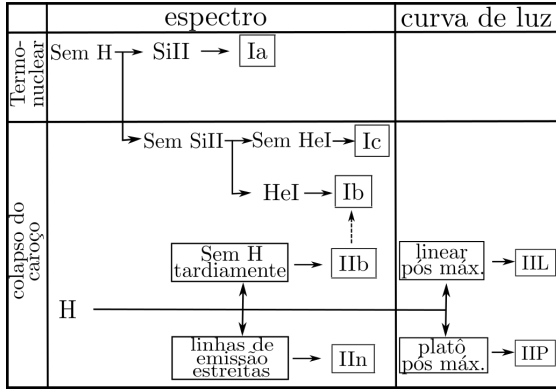 espectro
curva de luz
Termo-
nuclear
Sem H
SiII
Ia
colapso do
caroço
Sem SiII
Sem HeI
Ic
HeI
Ib
Sem H
tardiamente
IIb
linear
pós máx.
IIL
H
linhas de
emissão
estreitas
IIn
platô
pós máx.
IIP